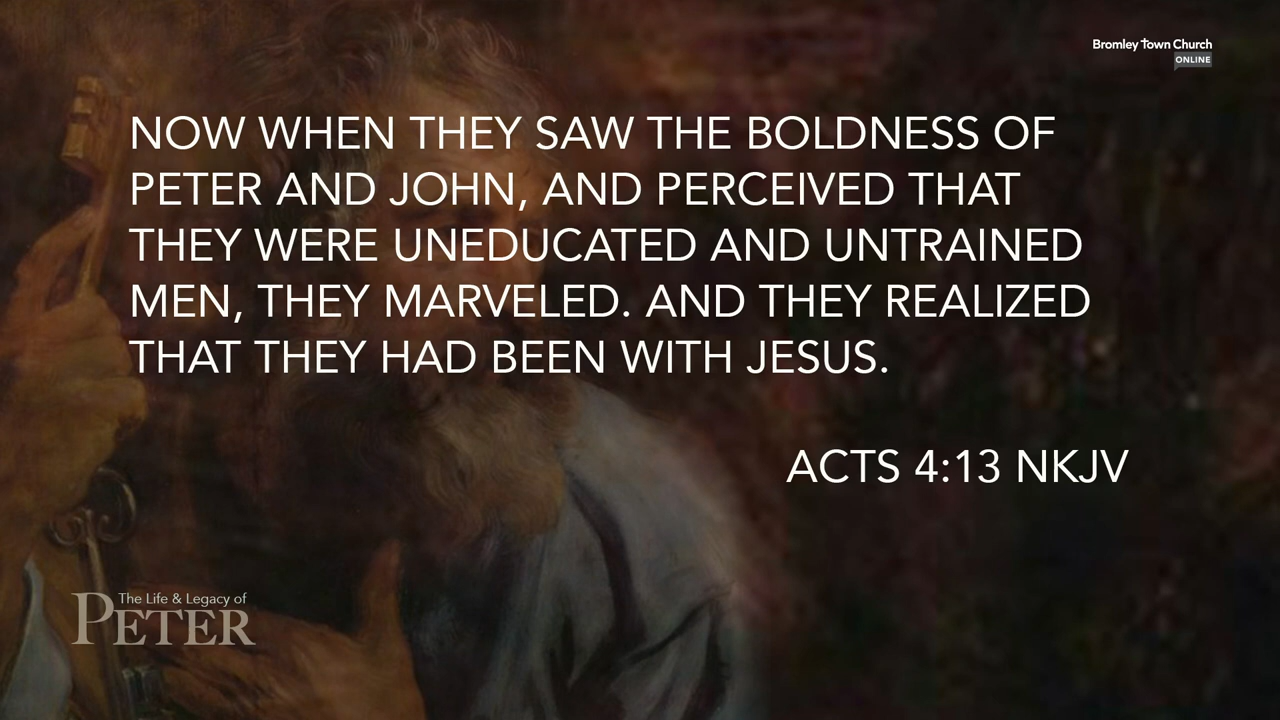 Bromley Town Church
ONLINE
NOW WHEN THEY SAW THE BOLDNESS OF
PETER AND JOHN, AND PERCEIVED THAT
THEY WERE UNEDUCATED AND UNTRAINED
MEN, THEY MARVELED. AND THEY REALIZED
THAT THEY HAD BEEN WITH JESUS.
ACTS 4:13 NKJV
The Life & Legacy of
PETER